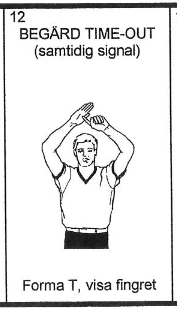 12
BEGÄRD TIME-OUT
(samtidig signal)
Forma T, visa fingret